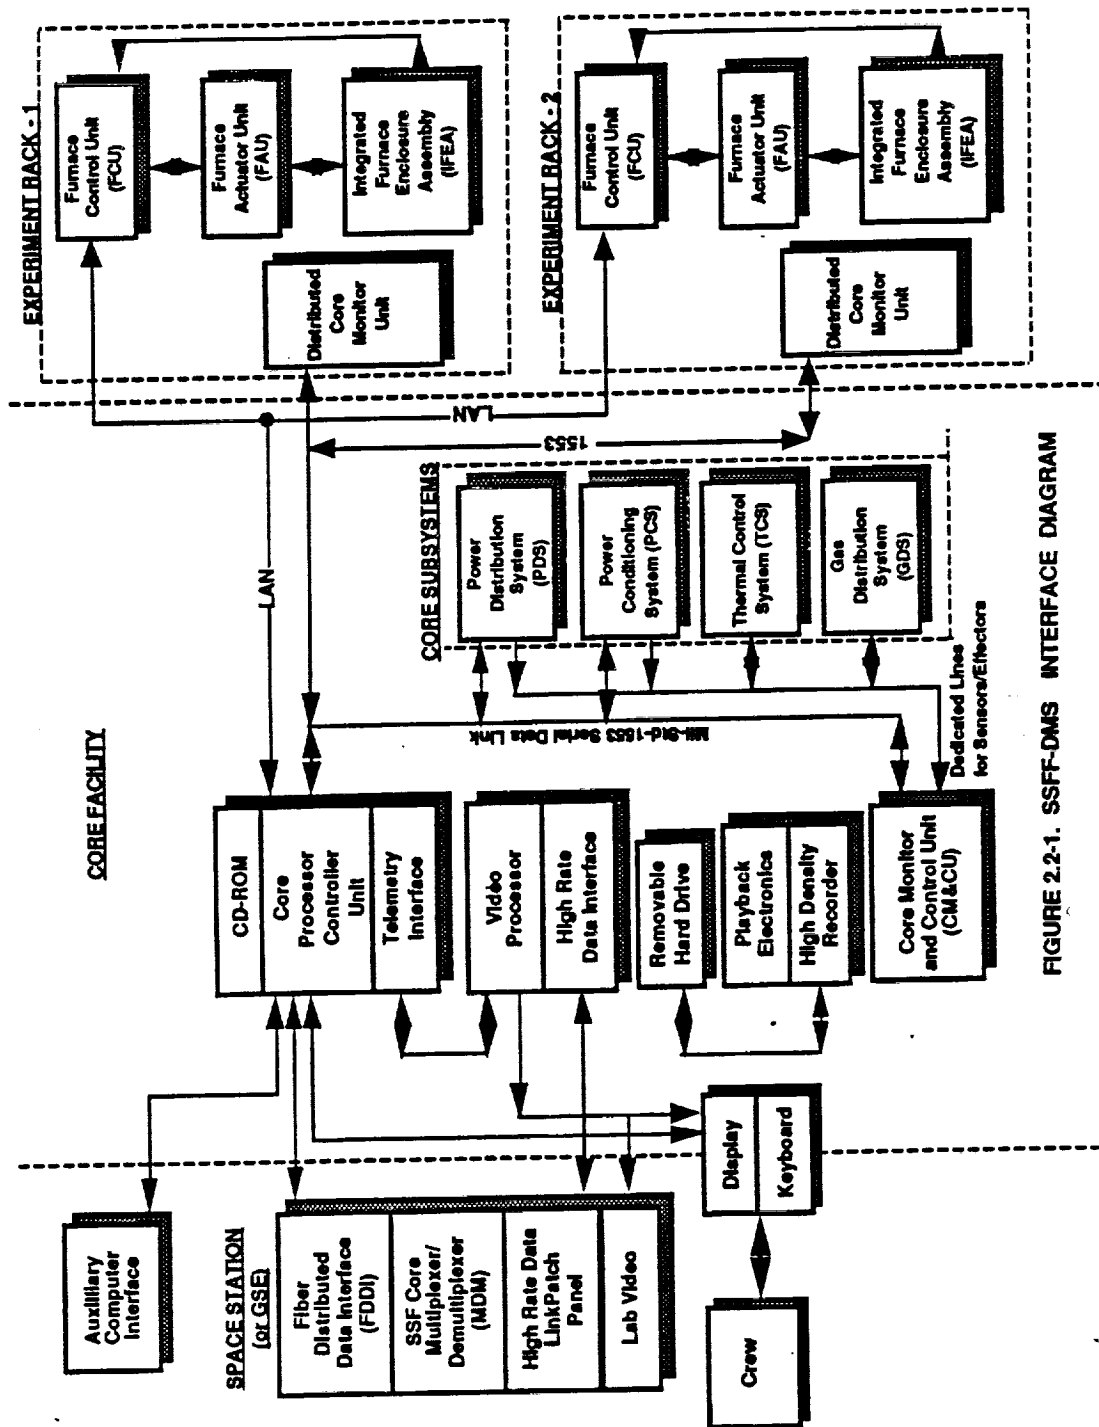 CORE FACILITY
EXPERIMENT RACK - 1
Furnace
Control Unit
(FCU)
Furnace
Actuator Unit
(FAU)
Integrated
Furnace
Enclosure
Assembly
(IFEA)
Distributed
Core
Monitor
Unit
EXPERIMENT RACK - 2
Furnace
Control Unit
(FCU)
Furnace
Actuator Unit
(FAU)
Integrated
Furnace
Enclosure
Assembly
(IFEA)
Distributed
Core
Monitor
Unit
LAN
LAN
1553
CORE SUBSYSTEMS
Power
Distribution
System
(PDS)
Power
Conditioning
System (PCS)
Thermal Control
System (TCS)
Gas
Distribution
System
(GDS)
Mil-Std-1553 Serial Data Link
Dedicated Lines
for Sensors/Effectors
CD-ROM
Core
Processor
Controller
Unit
Telemetry
Interface
Video
Processor
High Rate
Data Interface
Removable
Hard Drive
Playback
Electronics
High Density
Recorder
Core Monitor
and Control Unit
(CM&CU)
Auxilliary
Computer
Interface
SPACE STATION
(or GSE)
Fiber
Distributed
Data Interface
(FDDI)
SSF Core
Multiplexer/
Demultiplexer
(MDM)
High Rate Data
LinkPatch
Panel
Lab Video
Display
Keyboard
Crew
FIGURE 2.2-1. SSFF-DMS INTERFACE DIAGRAM